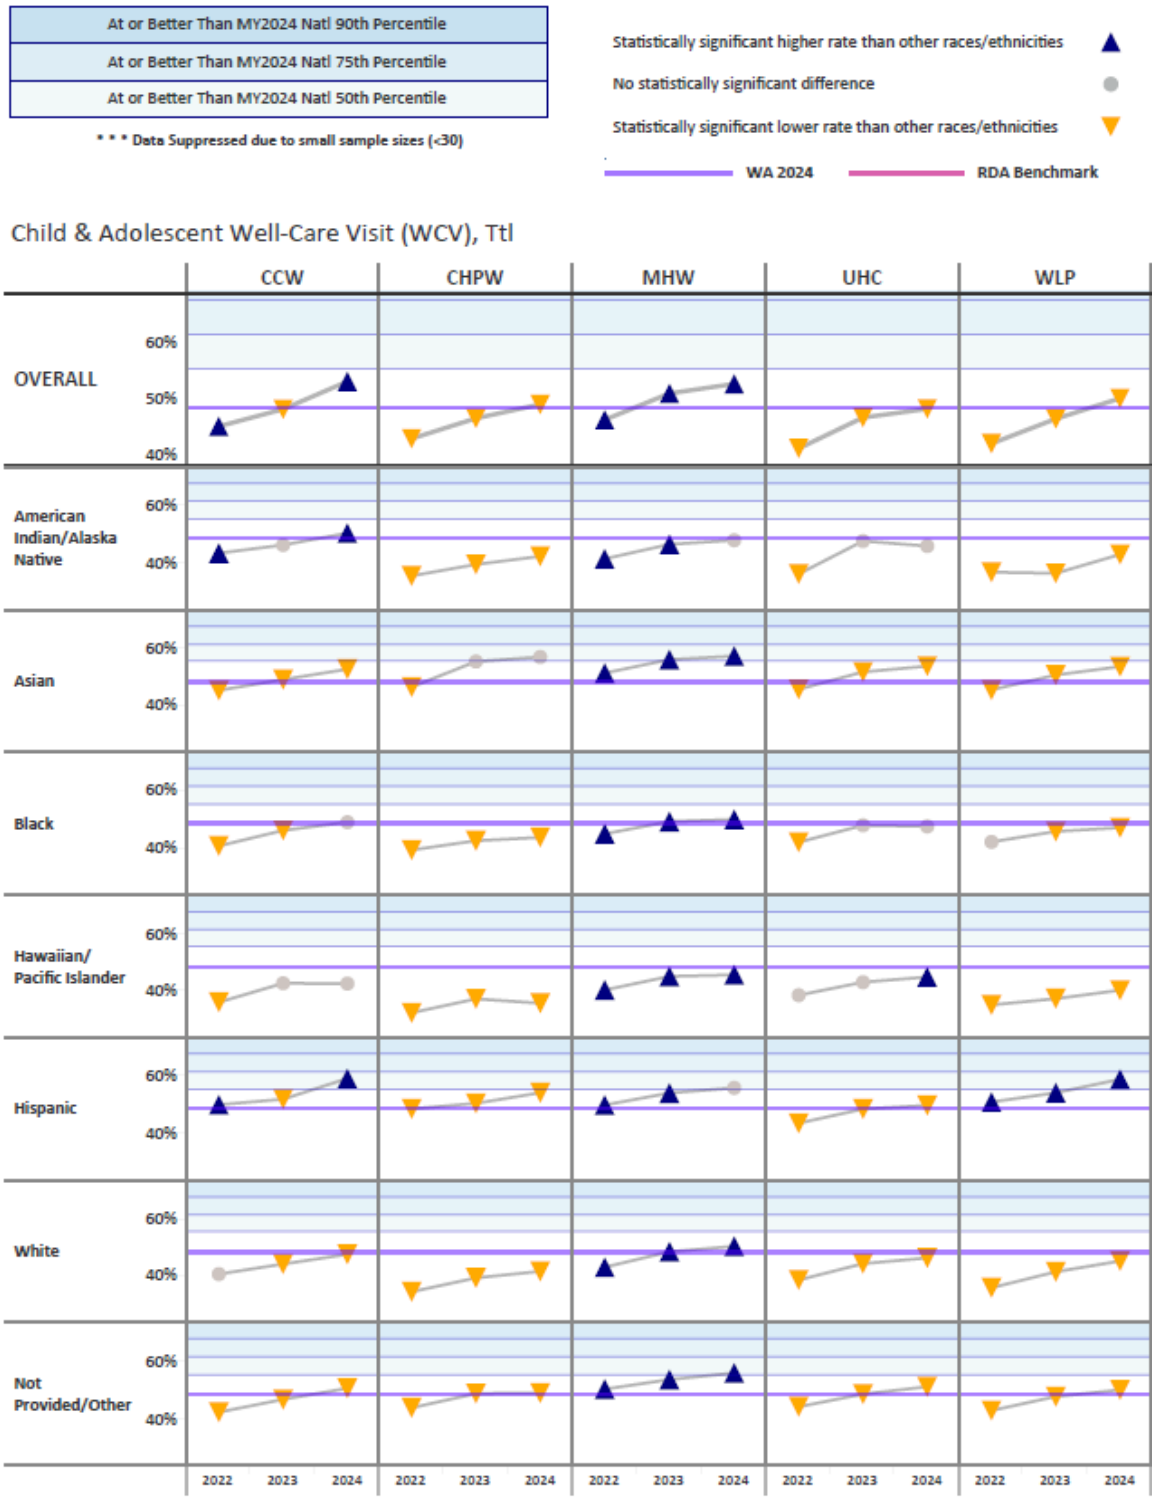 At or Better Than MY2024 Natl 90th Percentile
At or Better Than MY2024 Natl 75th Percentile
At or Better Than MY2024 Natl 50th Percentile
* * * Data Suppressed due to small sample sizes (<30)
Statistically significant higher rate than other races/ethnicities
No statistically significant difference
Statistically significant lower rate than other races/ethnicities
WA 2024 RDA Benchmark
Child & Adolescent Well-Care Visit (WCV), Ttl
CCW CHPW MHW UHC WLP
OVERALL
60%
50%
40%
American
Indian/Alaska
Native
60%
40%
Asian
60%
40%
Black
60%
40%
Hawaiian/
Pacific Islander
60%
40%
Hispanic
60%
40%
White
60%
40%
Not
Provided/Other
60%
40%
2022 2023 2024 2022 2023 2024 2022 2023 2024 2022 2023 2024 2022 2023 2024